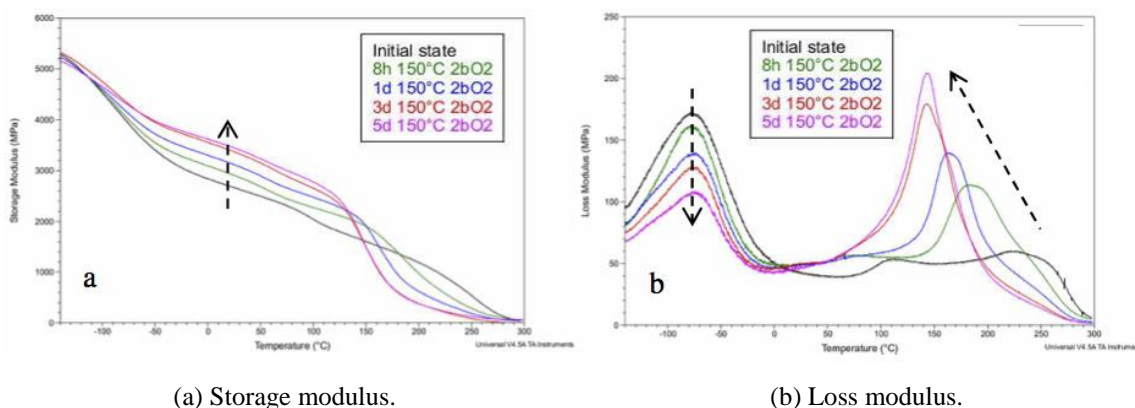 6000
5000
4000
3000
2000
1000
0
Storage Modulus (MPa)
Initial state
8h 150°C 2bO2
1d 150°C 2bO2
3d 150°C 2bO2
5d 150°C 2bO2
a
-100 -50 0 50 100 150 200 250 300
Temperature (°C)
Universal V4.5A TA Instruments
250
200
150
100
50
0
Loss Modulus (MPa)
Initial state
8h 150°C 2bO2
1d 150°C 2bO2
3d 150°C 2bO2
5d 150°C 2bO2
b
-100 -50 0 50 100 150 200 250 300
Temperature (°C)
Universal V4.5A TA Instruments
(a) Storage modulus.
(b) Loss modulus.